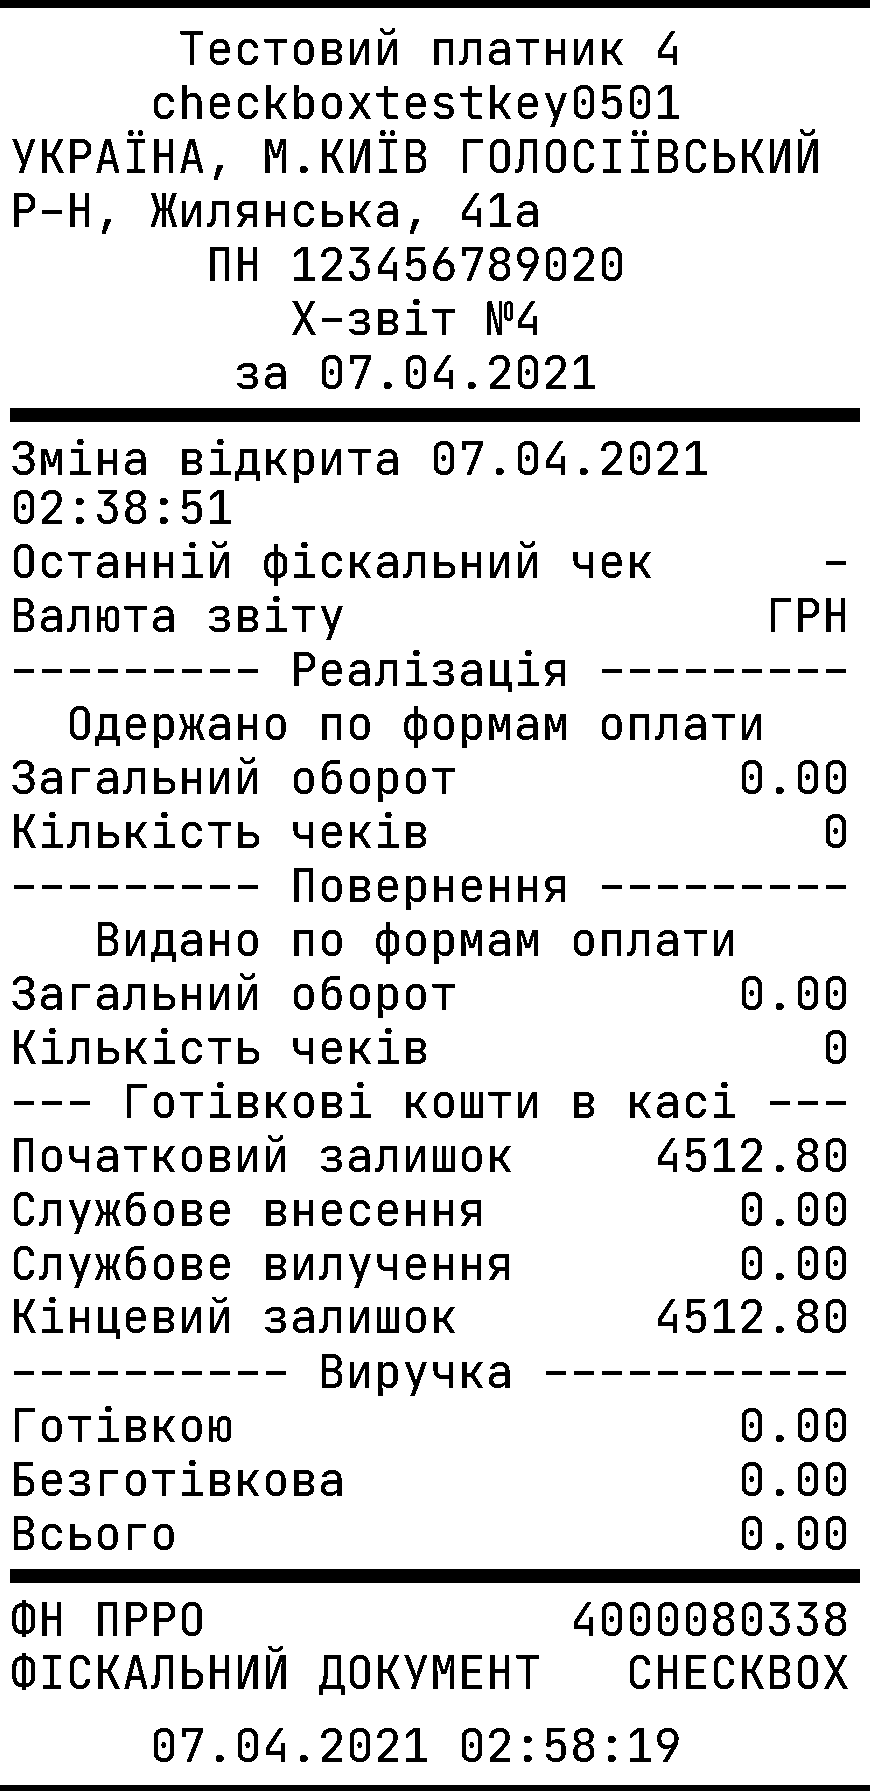 Тестовий платник 4
checkboxtestkey0501
УКРАЇНА, М.КИЇВ ГОЛОСІЇВСЬКИЙ
Р-Н, Жилянська, 41а
ПН 123456789020
Х-звіт №4
за 07.04.2021
Зміна відкрита 07.04.2021
02:38:51
Останній фіскальний чек -
Валюта звіту ГРН
--------- Реалізація ---------
Одержано по формам оплати
Загальний оборот 0.00
Кількість чеків 0
--------- Повернення ---------
Видано по формам оплати
Загальний оборот 0.00
Кількість чеків 0
--- Готівкові кошти в касі ---
Початковий залишок 4512.80
Службове внесення 0.00
Службове вилучення 0.00
Кінцевий залишок 4512.80
---------- Виручка -----------
Готівкою 0.00
Безготівкова 0.00
Всього 0.00
ФН ПРРО 4000080338
ФІСКАЛЬНИЙ ДОКУМЕНТ CHECKBOX
07.04.2021 02:58:19